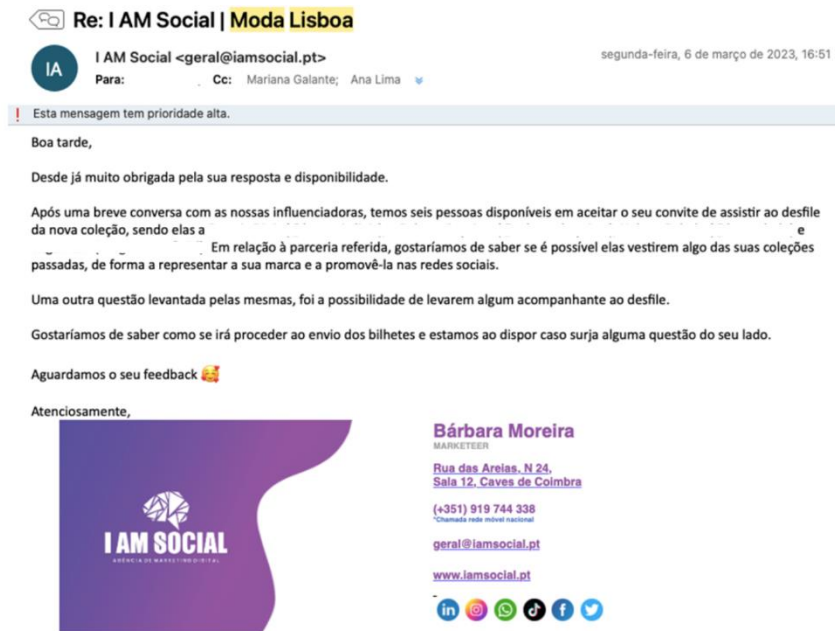 Re: I AM Social | Moda Lisboa
IA
I AM Social <geral@iamsocial.pt>
segunda-feira, 6 de março de 2023, 16:51
Para: Cc: Mariana Galante; Ana Lima
Esta mensagem tem prioridade alta.
Boa tarde,
Desde já muito obrigada pela sua resposta e disponibilidade.
Após uma breve conversa com as nossas influenciadoras, temos seis pessoas disponíveis em aceitar o seu convite de assistir ao desfile
da nova coleção, sendo elas a e
Em relação à parceria referida, gostaríamos de saber se é possível elas vestirem algo das suas coleções
passadas, de forma a representar a sua marca e a promovê-la nas redes sociais.
Uma outra questão levantada pelas mesmas, foi a possibilidade de levarem algum acompanhante ao desfile.
Gostaríamos de saber como se irá proceder ao envio dos bilhetes e estamos ao dispor caso surja alguma questão do seu lado.
Aguardamos o seu feedback 🥰
Atenciosamente,
I AM SOCIAL
AGÊNCIA DE MARKETING DIGITAL
Bárbara Moreira
MARKETEER
Rua das Areias, N 24,
Sala 12, Caves de Coimbra
(+351) 919 744 338
*Chamada rede móvel nacional
geral@iamsocial.pt
www.iamsocial.pt